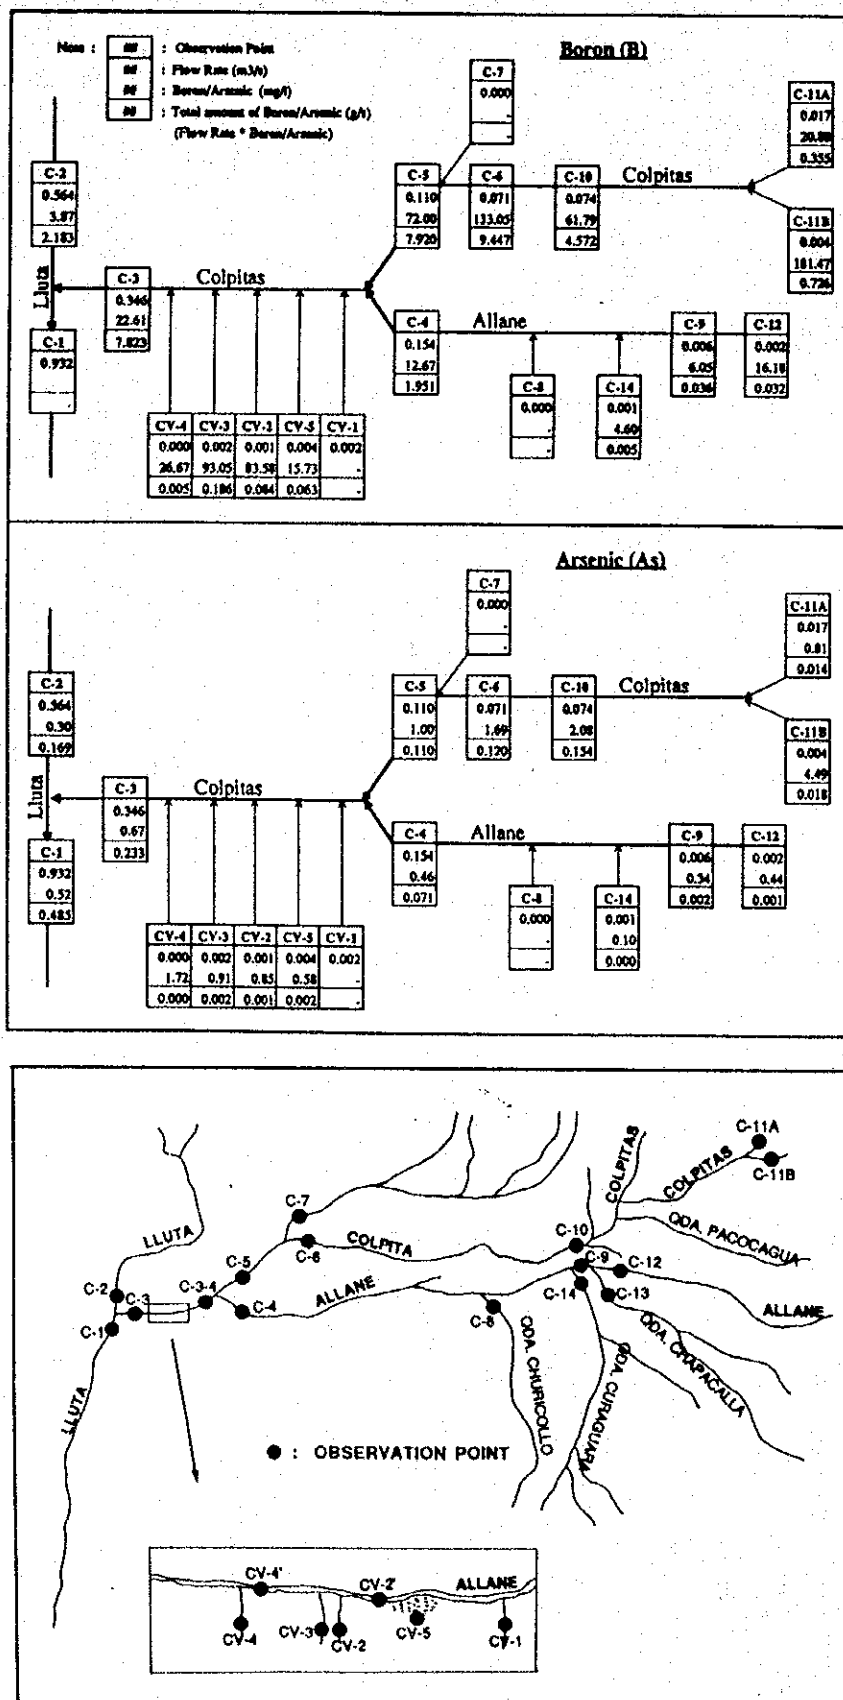 Note : ## : Observation Point
## : Flow Rate (m3/s)
## : Boron/Arsenic (mg/l)
## : Total amount of Boron/Arsenic (g/s)
(Flow Rate * Boron/Arsenic)
Boron (B)
C-7
0.000
-
-
C-11A
0.017
20.88
0.355
C-2
0.564
3.87
2.183
C-5
0.110
72.00
7.920
C-6
0.071
133.05
9.447
C-10
0.074
61.79
4.572
Colpitas
C-11B
0.004
181.47
0.726
Lluta
C-3
0.346
22.61
7.823
Colpitas
C-1
0.932
-
C-4
0.154
12.67
1.951
Allane
C-9
0.006
6.05
0.036
C-12
0.002
16.18
0.032
C-8
0.000
-
-
C-14
0.001
4.60
0.005
CV-4 CV-3 CV-2 CV-5 CV-1
0.000 0.002 0.001 0.004 0.002
26.67 93.05 83.58 15.73 -
0.005 0.186 0.084 0.063 -
Arsenic (As)
C-7
0.000
-
-
C-11A
0.017
0.81
0.014
C-2
0.564
0.30
0.169
C-5
0.110
1.00
0.110
C-6
0.071
1.69
0.120
C-10
0.074
2.08
0.154
Colpitas
C-11B
0.004
4.49
0.018
Lluta
C-3
0.346
0.67
0.233
Colpitas
C-1
0.932
0.52
0.485
C-4
0.154
0.46
0.071
Allane
C-9
0.006
0.34
0.002
C-12
0.002
0.44
0.001
C-8
0.000
-
-
C-14
0.001
0.10
0.000
CV-4 CV-3 CV-2 CV-5 CV-1
0.000 0.002 0.001 0.004 0.002
1.72 0.91 0.85 0.58 -
0.000 0.002 0.001 0.002 -
C-11A
C-11B
COLPITAS
COLPITAS
QDA. PACOCAGUA
LLUTA
C-7
C-6
COLPITA
C-10
C-9
C-12
C-5
C-2
C-3
C-3-4
C-4
ALLANE
C-14
C-13
ALLANE
C-1
C-8
QDA. CHURICOLLO
QDA. CURAGUARA
QDA. CHAPACALLA
LLUTA
● : OBSERVATION POINT
CV-4'
CV-2'
ALLANE
CV-4
CV-3
CV-2
CV-5
CV-1